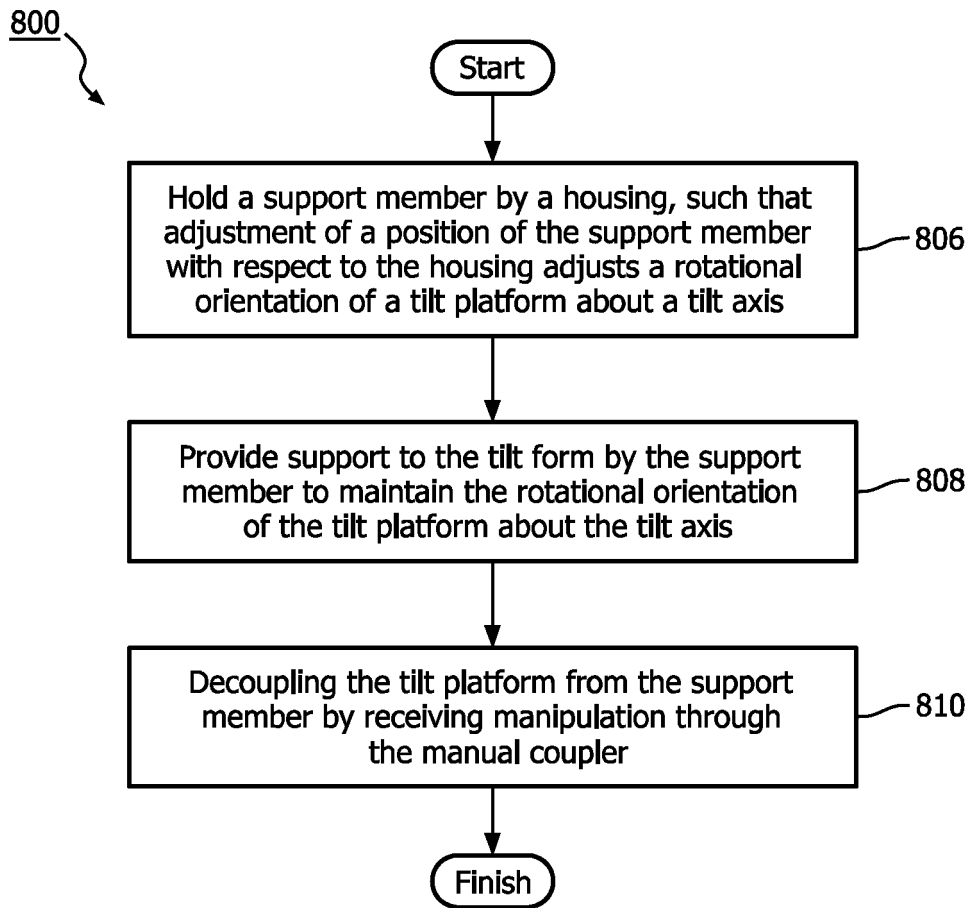 800
Start
Hold a support member by a housing, such that
adjustment of a position of the support member
with respect to the housing adjusts a rotational
orientation of a tilt platform about a tilt axis
806
Provide support to the tilt form by the support
member to maintain the rotational orientation
of the tilt platform about the tilt axis
808
Decoupling the tilt platform from the support
member by receiving manipulation through
the manual coupler
810
Finish